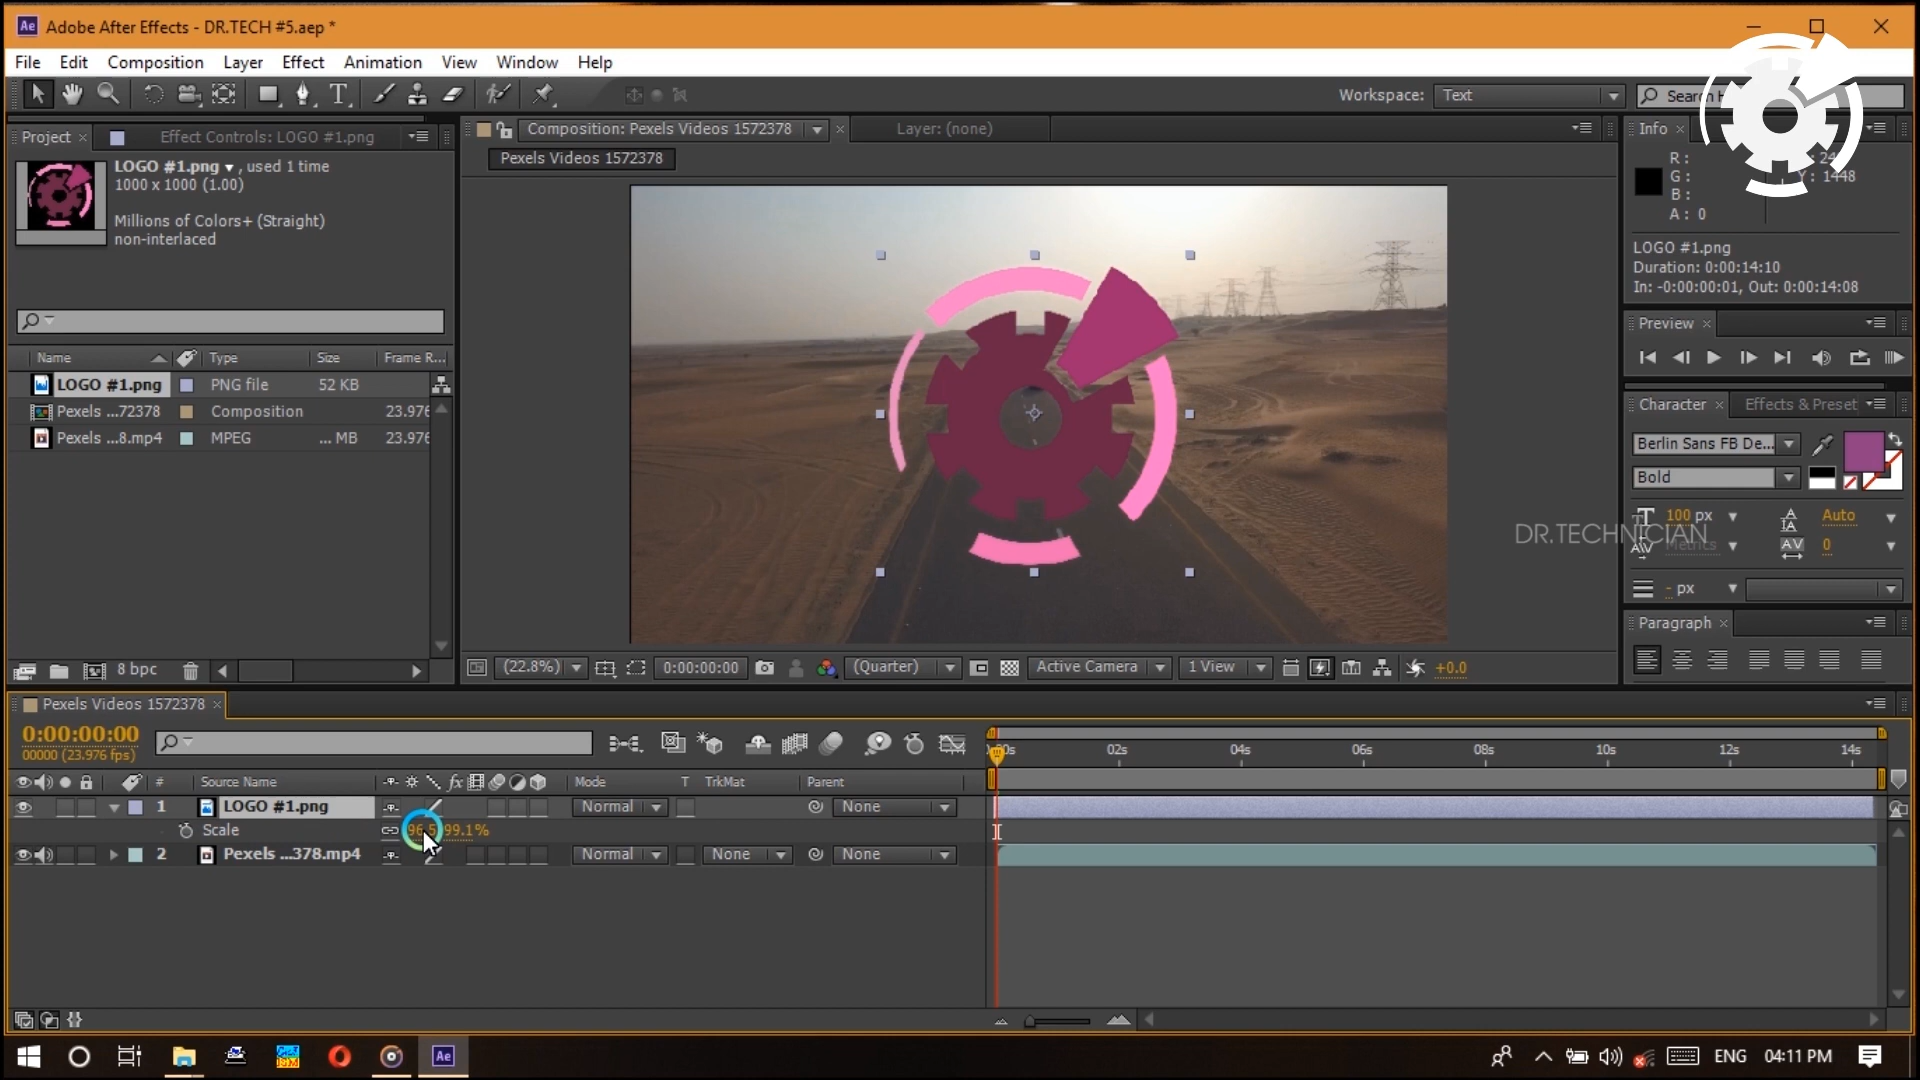 Ae Adobe After Effects - DR.TECH #5.aep *
File Edit Composition Layer Effect Animation View Window Help
Workspace: Text
Project × Effect Controls: LOGO #1.png
Composition: Pexels Videos 1572378 × Layer: (none)
Info ×
LOGO #1.png , used 1 time
1000 x 1000 (1.00)
Millions of Colors+ (Straight)
non-interlaced
Pexels Videos 1572378
R :
G :
B :
A : 0
Y : 1448
LOGO #1.png
Duration: 0:00:14:10
In: -0:00:00:01, Out: 0:00:14:08
Preview ×
Name Type Size Frame R...
LOGO #1.png PNG file 52 KB
Pexels ...72378 Composition 23.976
Pexels ...8.mp4 MPEG ... MB 23.976
Character × Effects & Preset
Berlin Sans FB De...
Bold
100 px Auto
DR.TECHNICIAN
Metrics 0
- px
Paragraph ×
8 bpc
(22.8%) 0:00:00:00 (Quarter) Active Camera 1 View +0.0
Pexels Videos 1572378 ×
0:00:00:00
00000 (23.976 fps)
02s 04s 06s 08s 10s 12s 14s
# Source Name fx Mode T TrkMat Parent
1 LOGO #1.png Normal None
Scale 99.1%
2 Pexels ...378.mp4 Normal None None
Ae ENG 04:11 PM